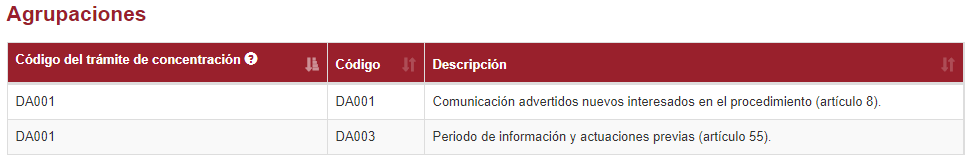 Agrupaciones
Código del trámite de concentración ? Código Descripción
DA001 DA001 Comunicación advertidos nuevos interesados en el procedimiento (artículo 8).
DA001 DA003 Periodo de información y actuaciones previas (artículo 55).